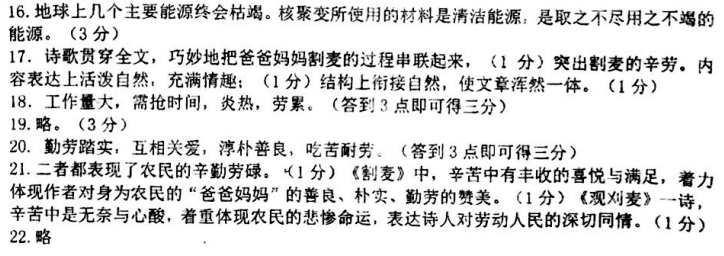 16.地球上几个主要能源终会枯竭。核聚变所使用的材料是清洁能源，是取之不尽用之不竭的
能源。（3分）
17. 诗歌贯穿全文，巧妙地把爸爸妈妈割麦的过程串联起来，（1 分）突出割麦的辛劳。内
容表达上活泼自然，充满情趣；（1分）结构上衔接自然，使文章浑然一体。（1分）
18. 工作量大，需抢时间，炎热，劳累。（答到3点即可得三分）
19.略。（3分）
20. 勤劳踏实，互相关爱，淳朴善良，吃苦耐劳。（答到3点即可得三分）
21.二者都表现了农民的辛勤劳碌。（1分）《割麦》中，辛苦中有丰收的喜悦与满足，着力
体现作者对身为农民的“爸爸妈妈”的善良、朴实、勤劳的赞美。（1分）《观刈麦》一诗，
辛苦中是无奈与心酸，着重体现农民的悲惨命运，表达诗人对劳动人民的深切同情。（1分）
22.略